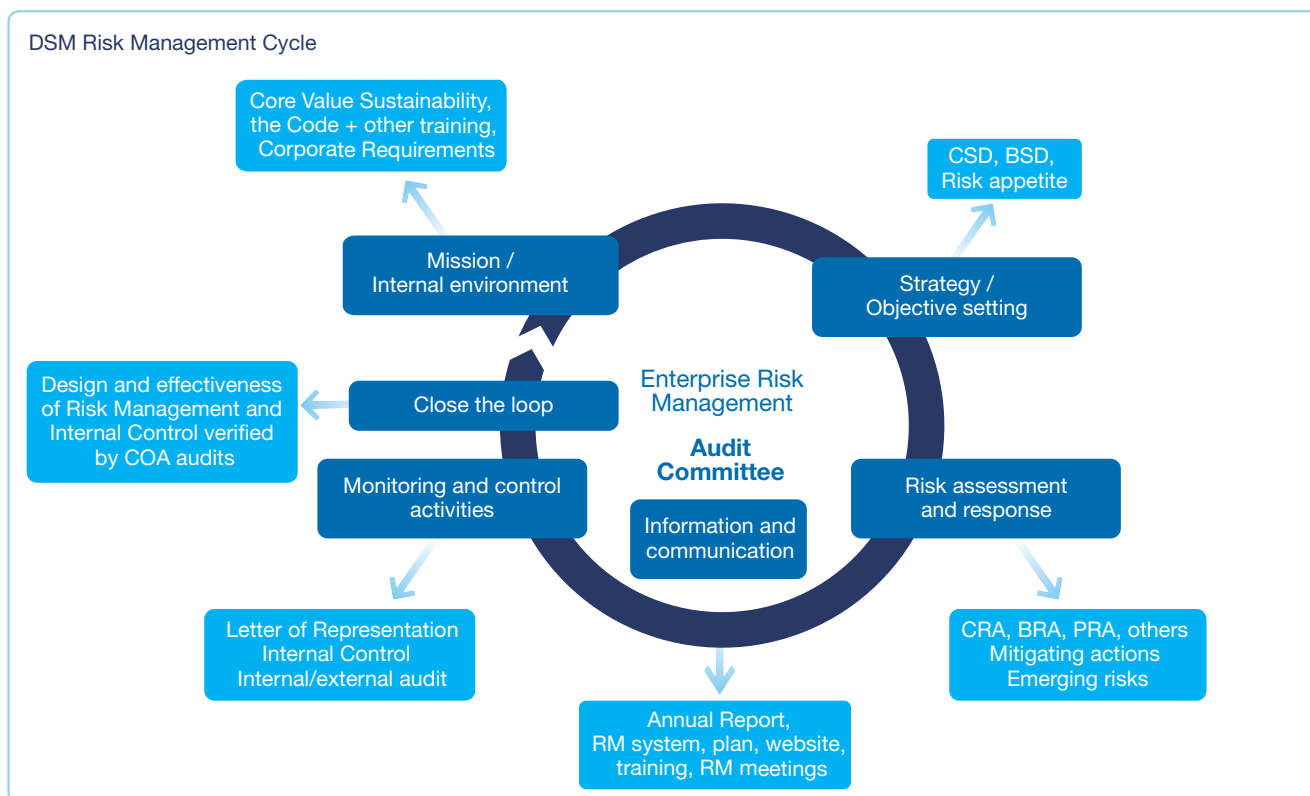 DSM Risk Management Cycle
Core Value Sustainability,
the Code + other training,
Corporate Requirements
CSD, BSD,
Risk appetite
Mission /
Internal environment
Strategy /
Objective setting
Design and effectiveness
of Risk Management and
Internal Control verified
by COA audits
Close the loop
Enterprise Risk
Management
Audit
Committee
Monitoring and control
activities
Information and
communication
Risk assessment
and response
Letter of Representation
Internal Control
Internal/external audit
CRA, BRA, PRA, others
Mitigating actions
Emerging risks
Annual Report,
RM system, plan, website,
training, RM meetings